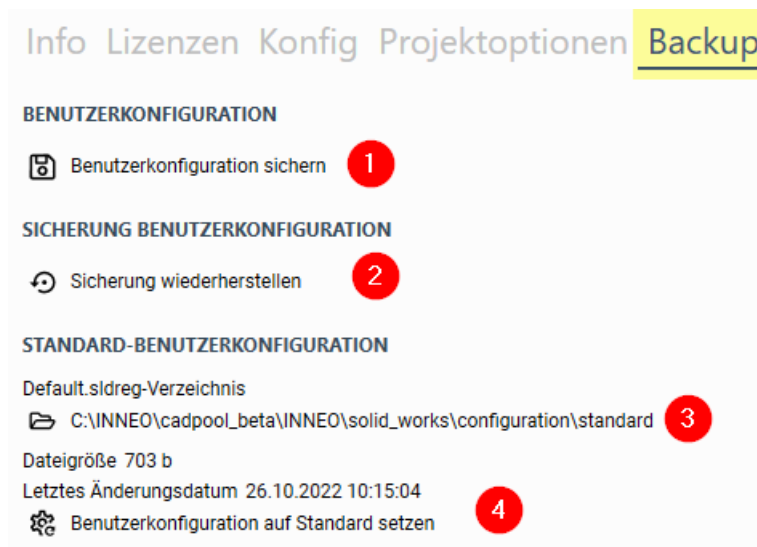 Info Lizenzen Konfig Projektoptionen Backup
BENUTZERKONFIGURATION
Benutzerkonfiguration sichern 1
SICHERUNG BENUTZERKONFIGURATION
Sicherung wiederherstellen 2
STANDARD-BENUTZERKONFIGURATION
Default.sldreg-Verzeichnis
C:\INNEO\cadpool_beta\INNEO\solid_works\configuration\standard 3
Dateigröße 703 b
Letztes Änderungsdatum 26.10.2022 10:15:04
Benutzerkonfiguration auf Standard setzen 4